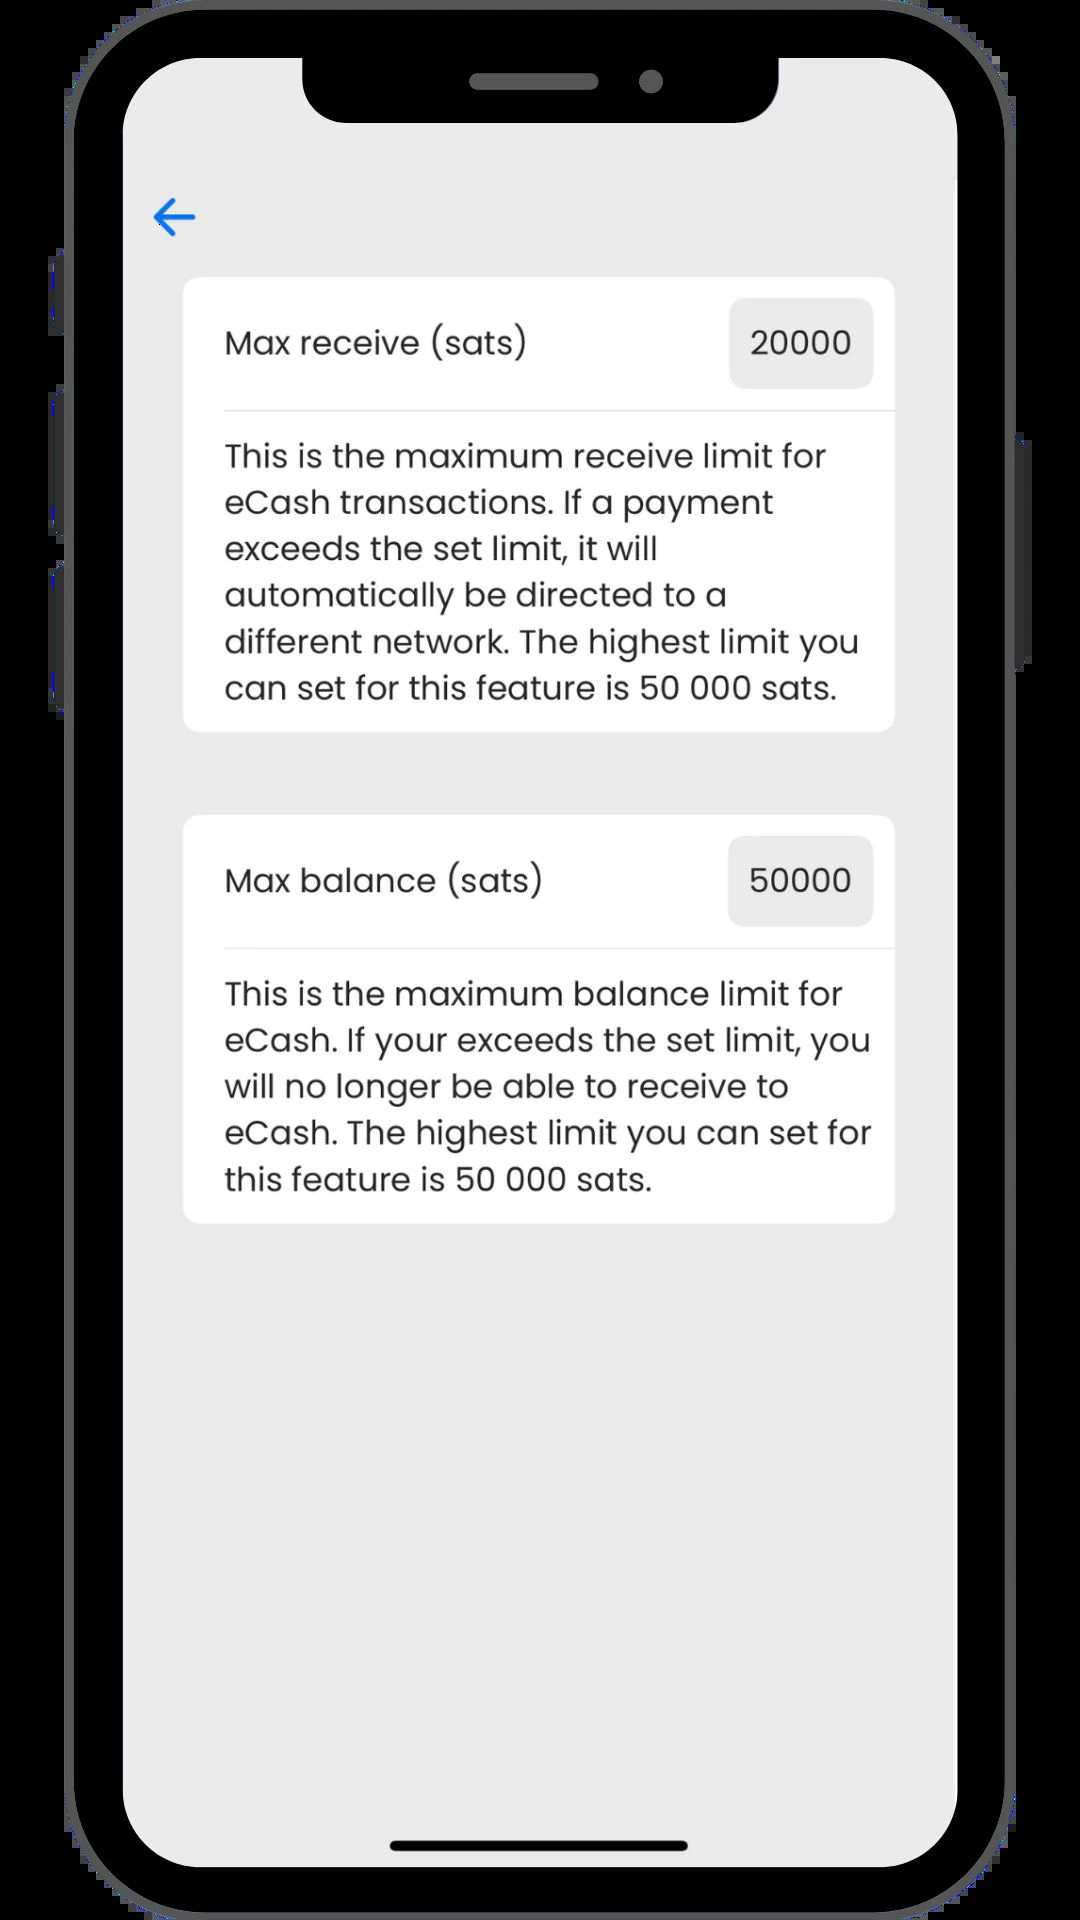 Max receive (sats)
20000
This is the maximum receive limit for
eCash transactions. If a payment
exceeds the set limit, it will
automatically be directed to a
different network. The highest limit you
can set for this feature is 50 000 sats.
Max balance (sats)
50000
This is the maximum balance limit for
eCash. If your exceeds the set limit, you
will no longer be able to receive to
eCash. The highest limit you can set for
this feature is 50 000 sats.